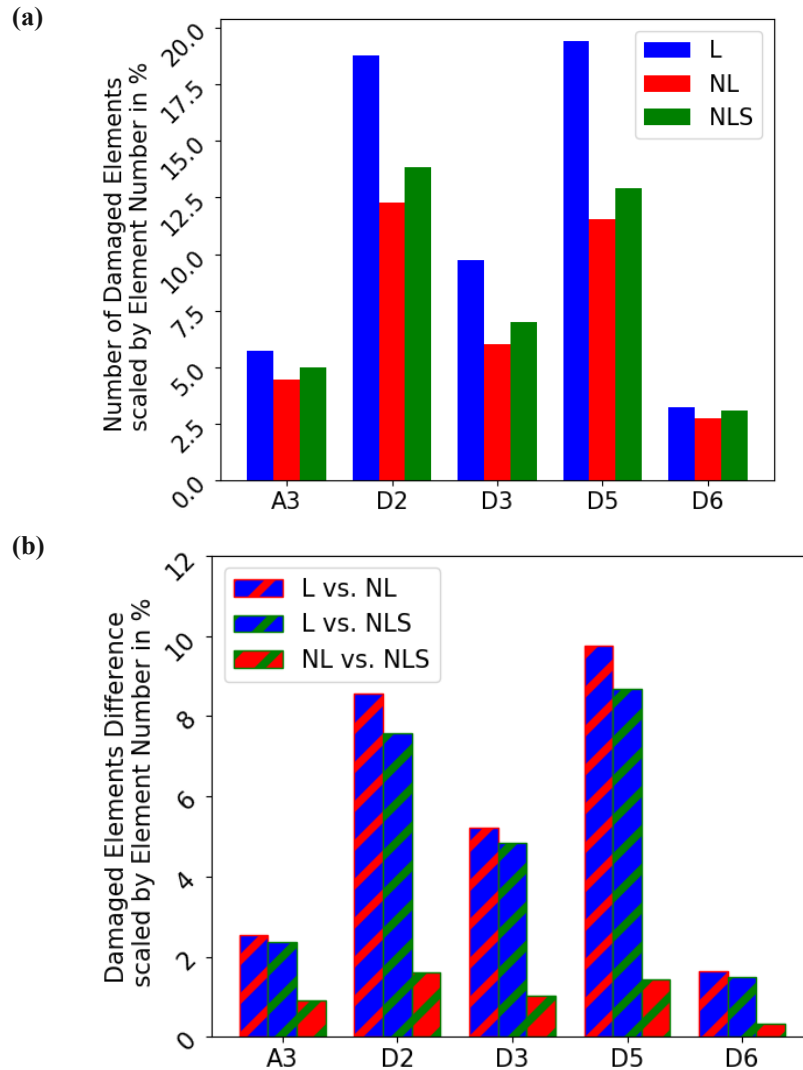 (a)
Number of Damaged Elements
scaled by Element Number in %
20.0
17.5
15.0
12.5
10.0
7.5
5.0
2.5
0.0
L
NL
NLS
A3 D2 D3 D5 D6
(b)
Damaged Elements Difference
scaled by Element Number in %
12
10
8
6
4
2
0
L vs. NL
L vs. NLS
NL vs. NLS
A3 D2 D3 D5 D6